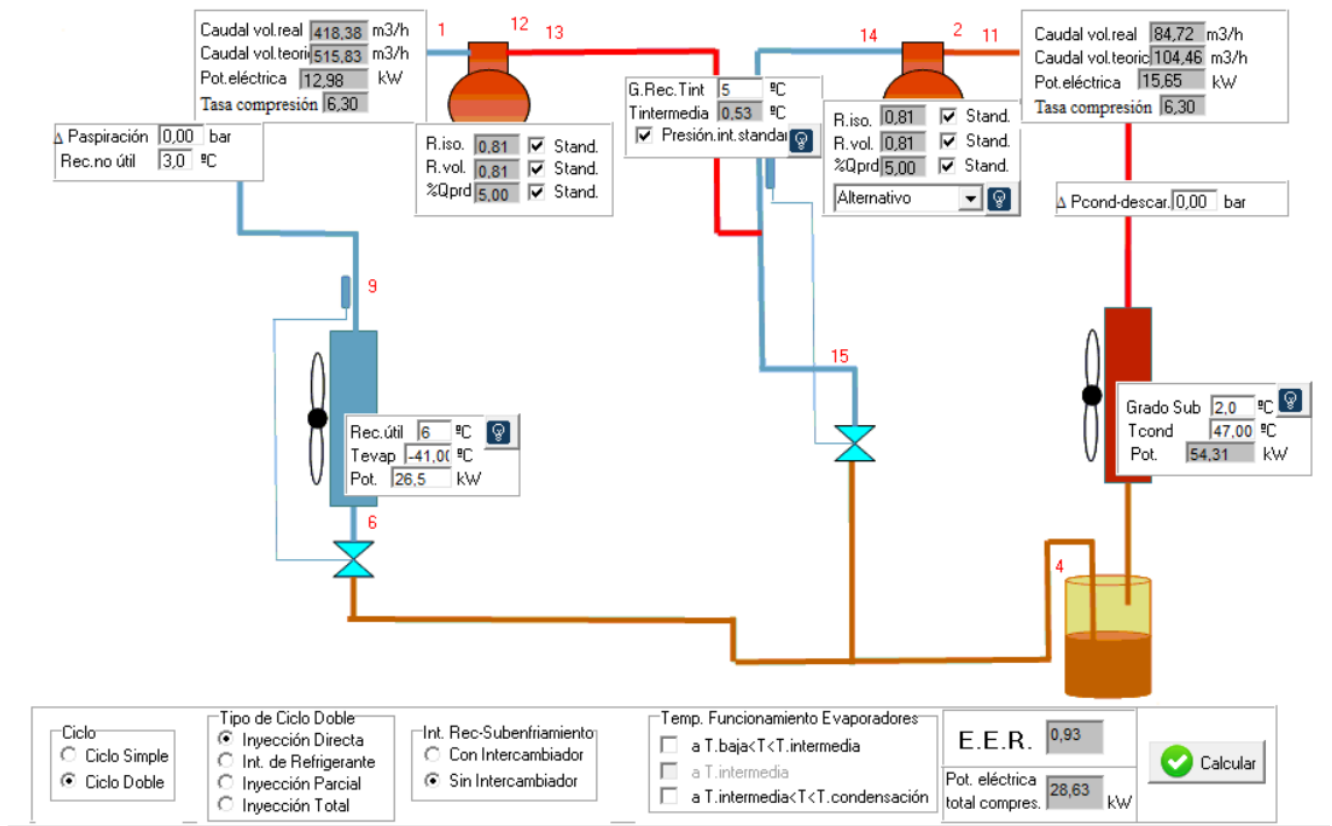 Caudal vol.real 418,38 m3/h
Caudal vol.teori 515,83 m3/h
Pot.eléctrica 12,98 kW
Tasa compresión 6,30
1
12
13
14
2
11
Caudal vol.real 84,72 m3/h
Caudal vol.teoric 104,46 m3/h
Pot.eléctrica 15,65 kW
Tasa compresión 6,30
Δ Paspiración 0,00 bar
Rec.no útil 3,0 ºC
R.iso. 0,81 Stand.
R.vol. 0,81 Stand.
%Qprd 5,00 Stand.
G.Rec.Tint 5 ºC
Tintermedia 0,53 ºC
Presión.int.standar
R.iso. 0,81 Stand.
R.vol. 0,81 Stand.
%Qprd 5,00 Stand.
Alternativo
Δ Pcond-descar. 0,00 bar
9
15
Rec.útil 6 ºC
Tevap -41,00 ºC
Pot. 26,5 kW
Grado Sub 2,0 ºC
Tcond 47,00 ºC
Pot. 54,31 kW
6
4
Ciclo
Ciclo Simple
Ciclo Doble
Tipo de Ciclo Doble
Inyección Directa
Int. de Refrigerante
Inyección Parcial
Inyección Total
Int. Rec-Subenfriamiento
Con Intercambiador
Sin Intercambiador
Temp. Funcionamiento Evaporadores
a T.baja<T<T.intermedia
a T.intermedia
a T.intermedia<T<T.condensación
E.E.R. 0,93
Pot. eléctrica
total compres. 28,63 kW
Calcular